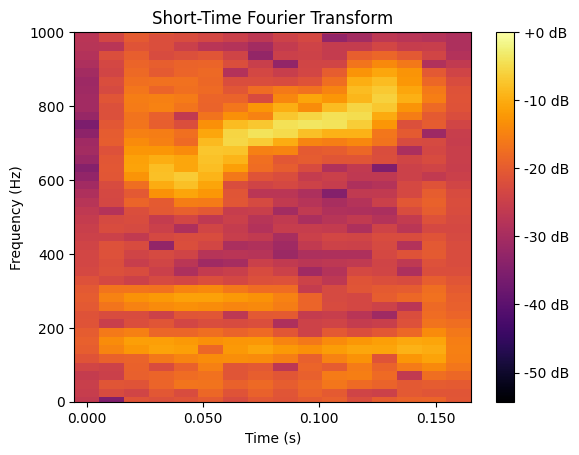 Short-Time Fourier Transform
1000
800
600
400
200
0
Frequency (Hz)
0.000
0.050
0.100
0.150
Time (s)
+0 dB
-10 dB
-20 dB
-30 dB
-40 dB
-50 dB